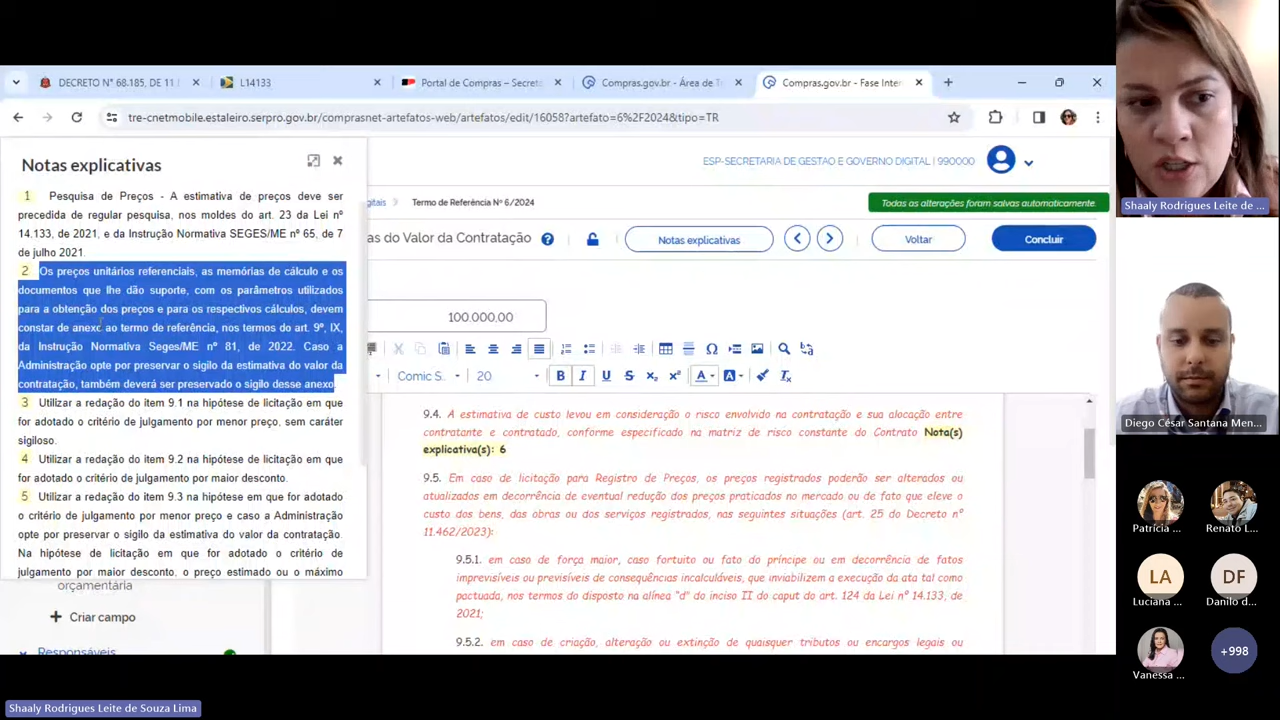 DECRETO N° 68.185, DE 11
L14133
Portal de Compras – Secret
Compras.gov.br - Área de T
Compras.gov.br - Fase Inter
tre-cnetmobile.estaleiro.serpro.gov.br/comprasnet-artefatos-web/artefatos/edit/16058?artefato=6%2F2024&tipo=TR
Notas explicativas
1 Pesquisa de Preços - A estimativa de preços deve ser
precedida de regular pesquisa, nos moldes do art. 23 da Lei nº
14.133, de 2021, e da Instrução Normativa SEGES/ME nº 65, de 7
de julho 2021.
2 Os preços unitários referenciais, as memórias de cálculo e os
documentos que lhe dão suporte, com os parâmetros utilizados
para a obtenção dos preços e para os respectivos cálculos, devem
constar de anexo ao termo de referência, nos termos do art. 9º, IX,
da Instrução Normativa Seges/ME nº 81, de 2022. Caso a
Administração opte por preservar o sigilo da estimativa do valor da
contratação, também deverá ser preservado o sigilo desse anexo.
3 Utilizar a redação do item 9.1 na hipótese de licitação em que
for adotado o critério de julgamento por menor preço, sem caráter
sigiloso.
4 Utilizar a redação do item 9.2 na hipótese de licitação em que
for adotado o critério de julgamento por maior desconto.
5 Utilizar a redação do item 9.3 na hipótese em que for adotado
o critério de julgamento por menor preço e caso a Administração
opte por preservar o sigilo da estimativa do valor da contratação.
Na hipótese de licitação em que for adotado o critério de
julgamento por maior desconto, o preço estimado ou o máximo
orçamentária
Criar campo
Responsáveis
ESP-SECRETARIA DE GESTAO E GOVERNO DIGITAL | 990000
igitais
Termo de Referência Nº 6/2024
Todas as alterações foram salvas automaticamente.
as do Valor da Contratação
Notas explicativas
Voltar
Concluir
100.000,00
Comic S...
20
B I U S x₂ x² A A Tx
9.4. A estimativa de custo levou em consideração o risco envolvido na contratação e sua alocação entre
contratante e contratado, conforme especificado na matriz de risco constante do Contrato Nota(s)
explicativa(s): 6
9.5. Em caso de licitação para Registro de Preços, os preços registrados poderão ser alterados ou
atualizados em decorrência de eventual redução dos preços praticados no mercado ou de fato que eleve o
custo dos bens, das obras ou dos serviços registrados, nas seguintes situações (art. 25 do Decreto nº
11.462/2023):
9.5.1. em caso de força maior, caso fortuito ou fato do príncipe ou em decorrência de fatos
imprevisíveis ou previsíveis de consequências incalculáveis, que inviabilizem a execução da ata tal como
pactuada, nos termos do disposto na alínea "d" do inciso II do caput do art. 124 da Lei nº 14.133, de
2021;
9.5.2. em caso de criação, alteração ou extinção de quaisquer tributos ou encargos legais ou
Shaaly Rodrigues Leite de ...
Diego César Santana Men...
Patrícia ...
Renato L...
LA
DF
Luciana ...
Danilo d...
Vanessa ...
+998
Shaaly Rodrigues Leite de Souza Lima